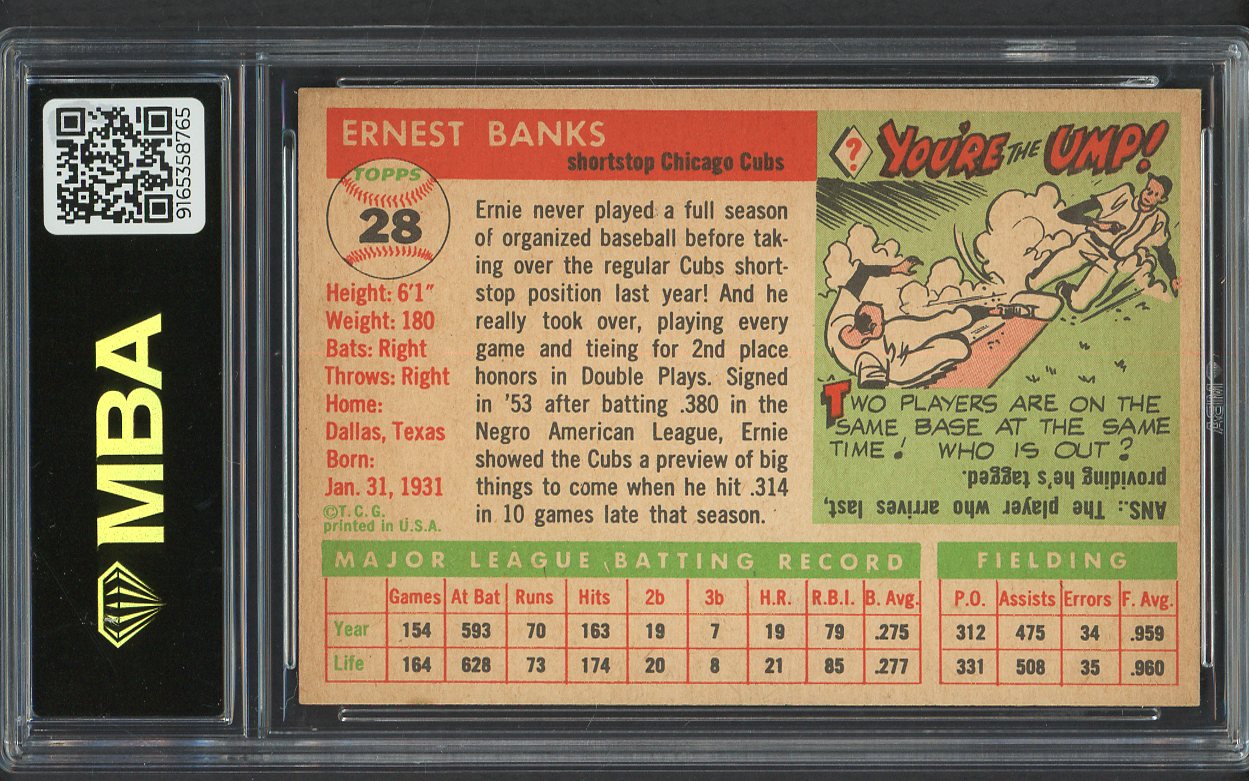 9165358765
MBA
ERNEST BANKS
shortstop Chicago Cubs
TOPPS
28
Height: 6'1"
Weight: 180
Bats: Right
Throws: Right
Home:
Dallas, Texas
Born:
Jan. 31, 1931
©T. C. G.
printed in U.S.A.
Ernie never played a full season
of organized baseball before tak-
ing over the regular Cubs short-
stop position last year! And he
really took over, playing every
game and tieing for 2nd place
honors in Double Plays. Signed
in '53 after batting .380 in the
Negro American League, Ernie
showed the Cubs a preview of big
things to come when he hit .314
in 10 games late that season.
? YOU'RE THE UMP!
TWO PLAYERS ARE ON THE
SAME BASE AT THE SAME
TIME! WHO IS OUT?
ANS.: The player who arrives last,
providing he's tagged.
MAJOR LEAGUE BATTING RECORD
Games At Bat Runs Hits 2b 3b H.R. R.B.I. B. Avg.
Year 154 593 70 163 19 7 19 79 .275
Life 164 628 73 174 20 8 21 85 .277
FIELDING
P.O. Assists Errors F. Avg.
312 475 34 .959
331 508 35 .960